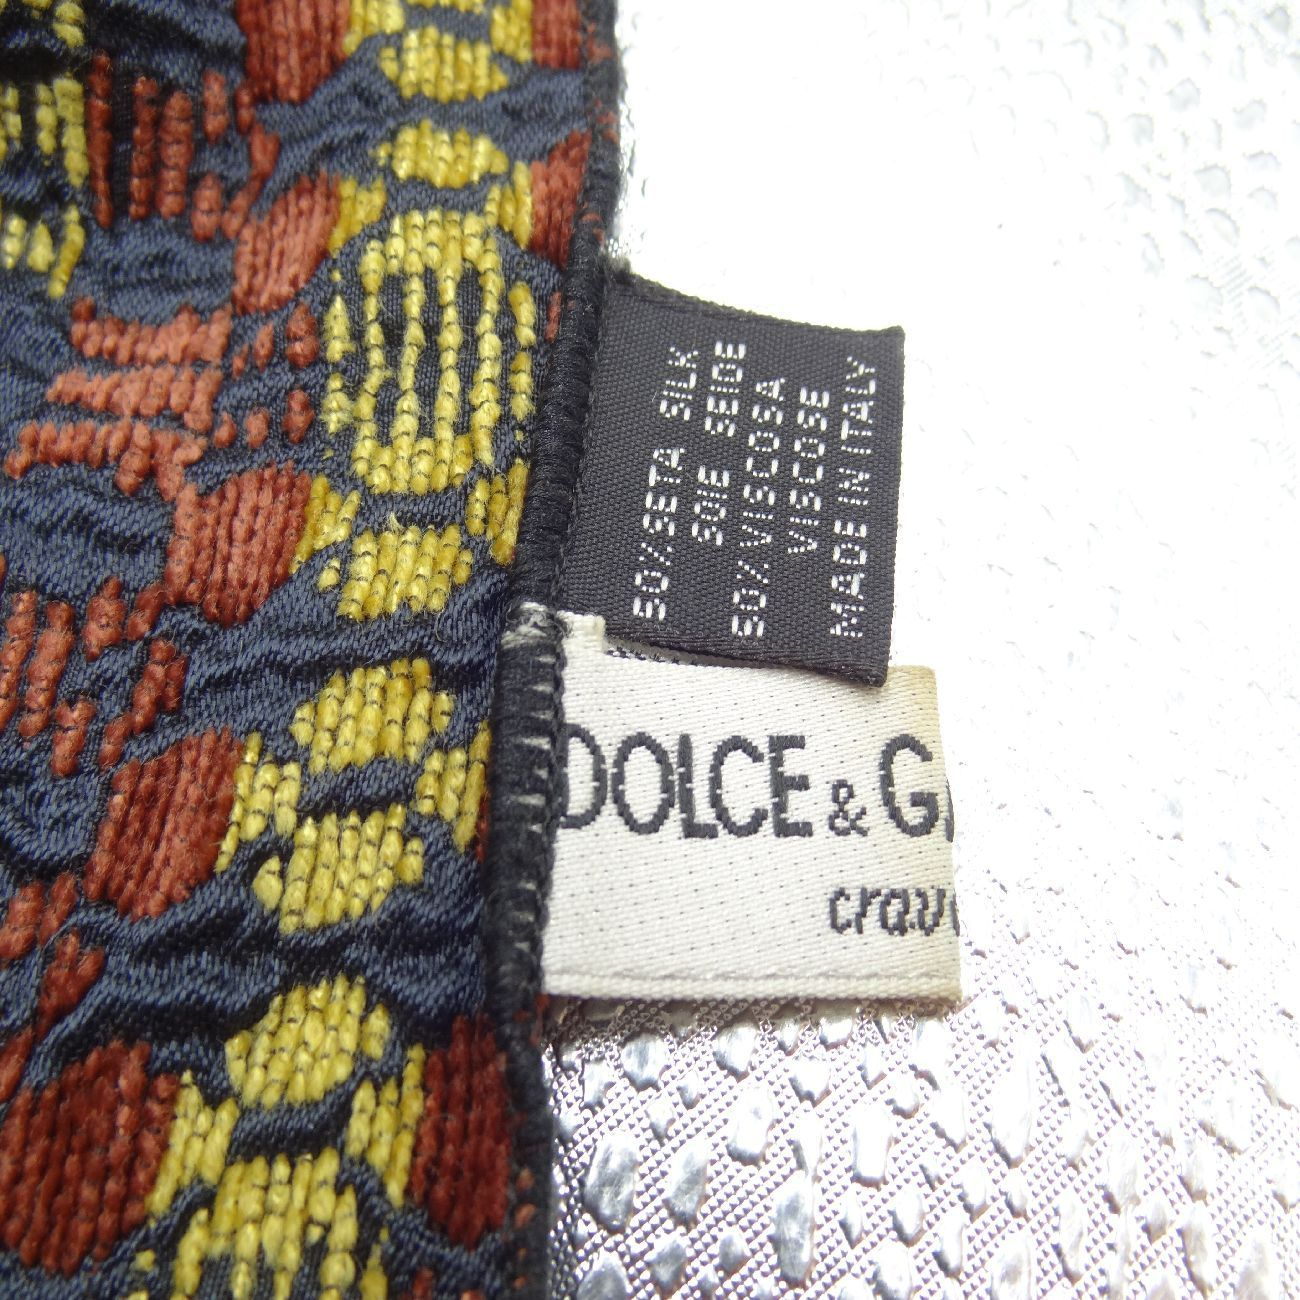 50% SETA SILK
SOIE SEIDE
50% VISCOSA
VISCOSE
MADE IN ITALY
DOLCE & G
crav